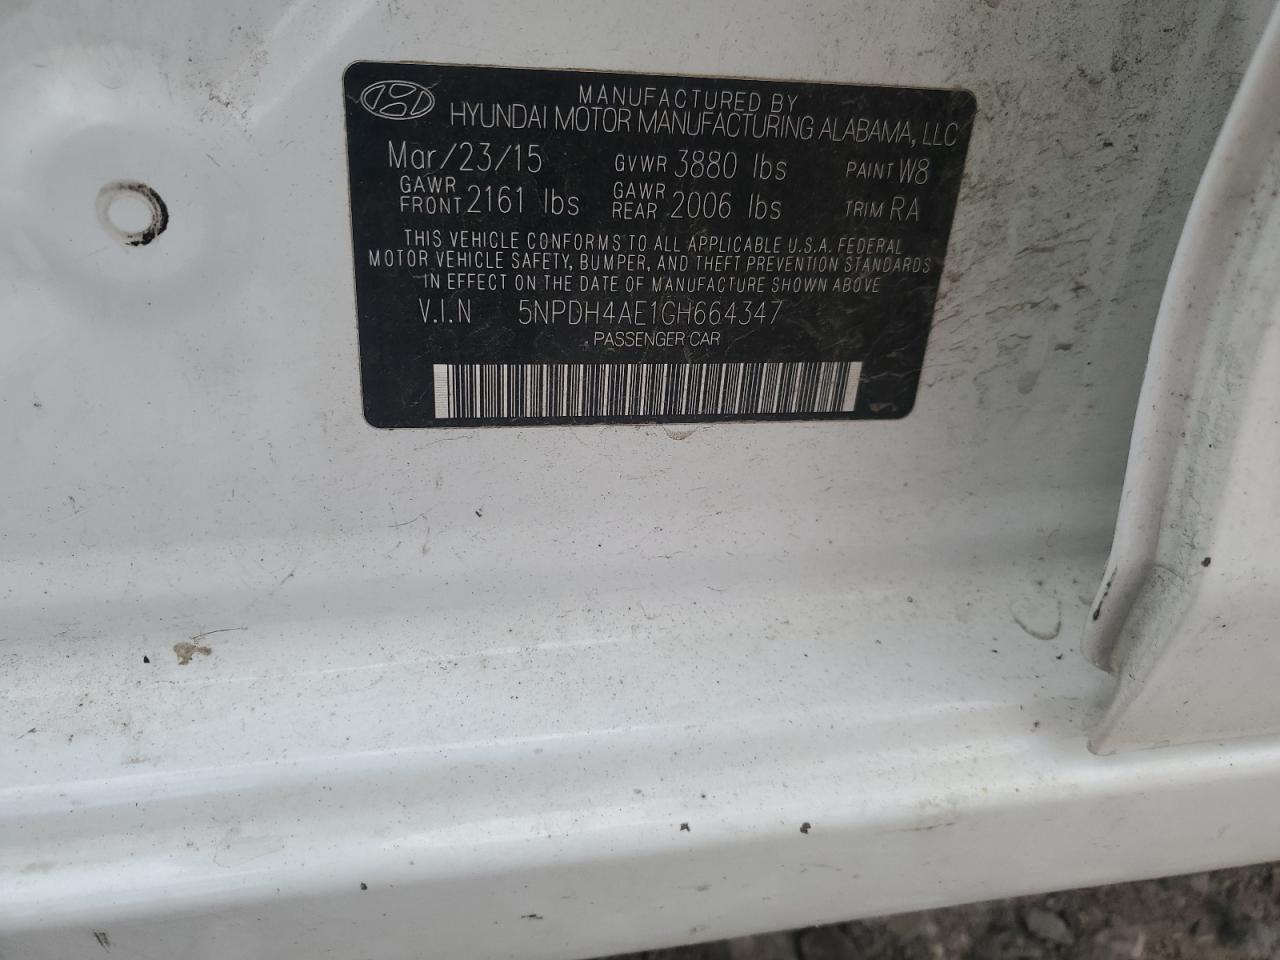 MANUFACTURED BY
HYUNDAI MOTOR MANUFACTURING ALABAMA, LLC
Mar/23/15 GVWR 3880 lbs PAINT W8
GAWR FRONT 2161 lbs GAWR REAR 2006 lbs TRIM RA
THIS VEHICLE CONFORMS TO ALL APPLICABLE U.S.A. FEDERAL
MOTOR VEHICLE SAFETY, BUMPER, AND THEFT PREVENTION STANDARDS
IN EFFECT ON THE DATE OF MANUFACTURE SHOWN ABOVE
V.I.N 5NPDH4AE1GH664347
PASSENGER CAR